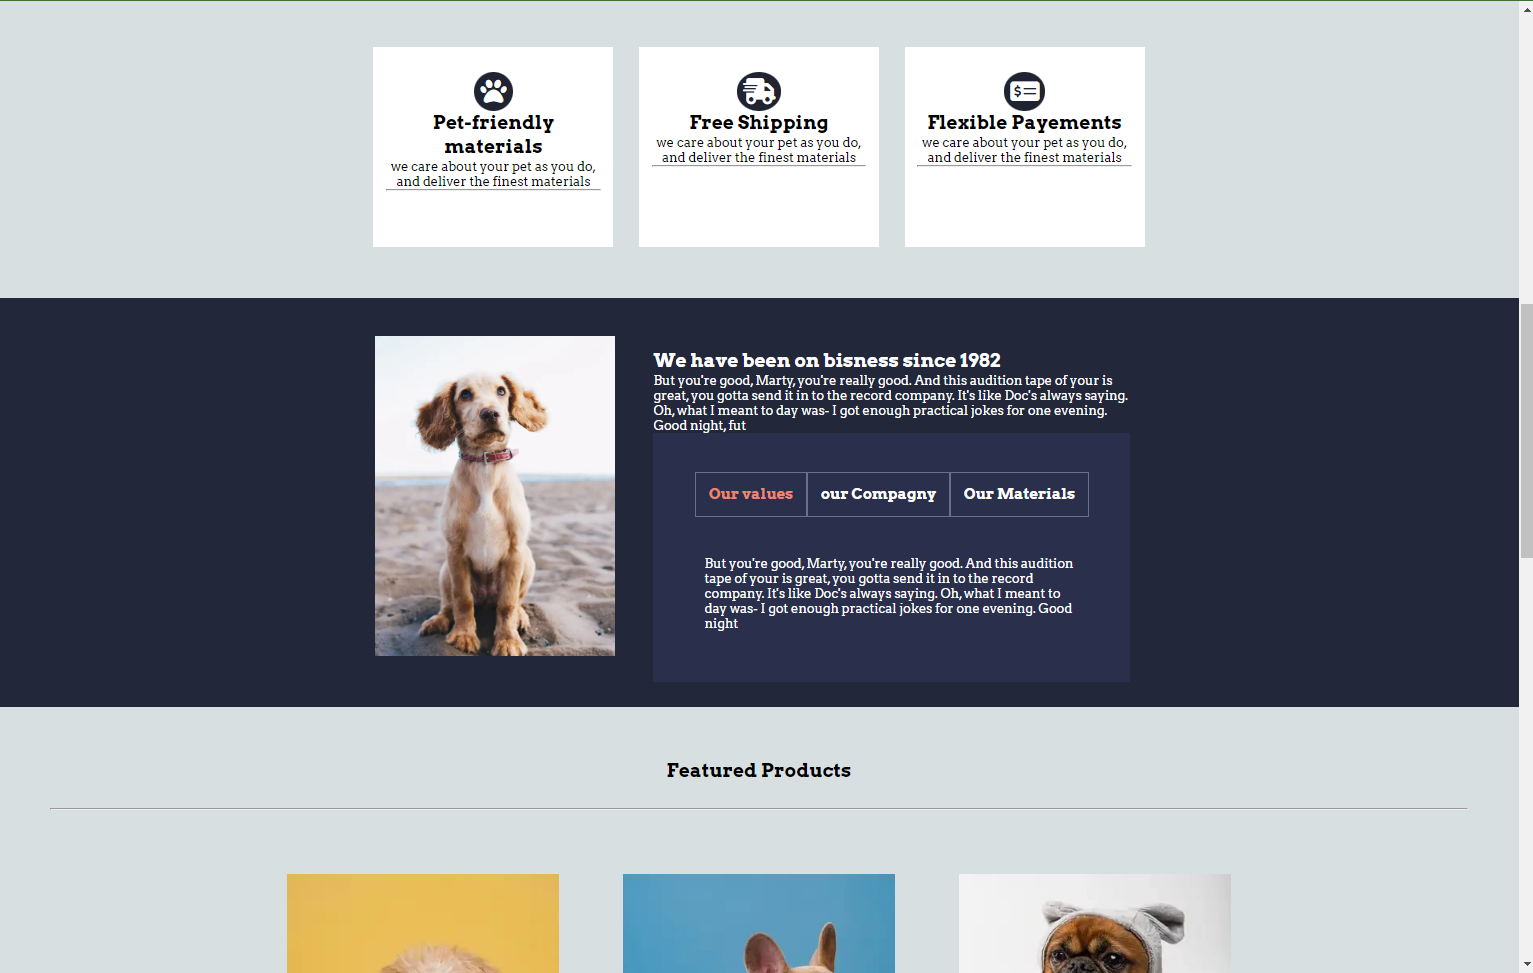 Pet-friendly
materials
we care about your pet as you do,
and deliver the finest materials
Free Shipping
we care about your pet as you do,
and deliver the finest materials
$
Flexible Payements
we care about your pet as you do,
and deliver the finest materials
We have been on bisness since 1982
But you're good, Marty, you're really good. And this audition tape of your is
great, you gotta send it in to the record company. It's like Doc's always saying.
Oh, what I meant to day was- I got enough practical jokes for one evening.
Good night, fut
Our values
our Compagny
Our Materials
But you're good, Marty, you're really good. And this audition
tape of your is great, you gotta send it in to the record
company. It's like Doc's always saying. Oh, what I meant to
day was- I got enough practical jokes for one evening. Good
night
Featured Products